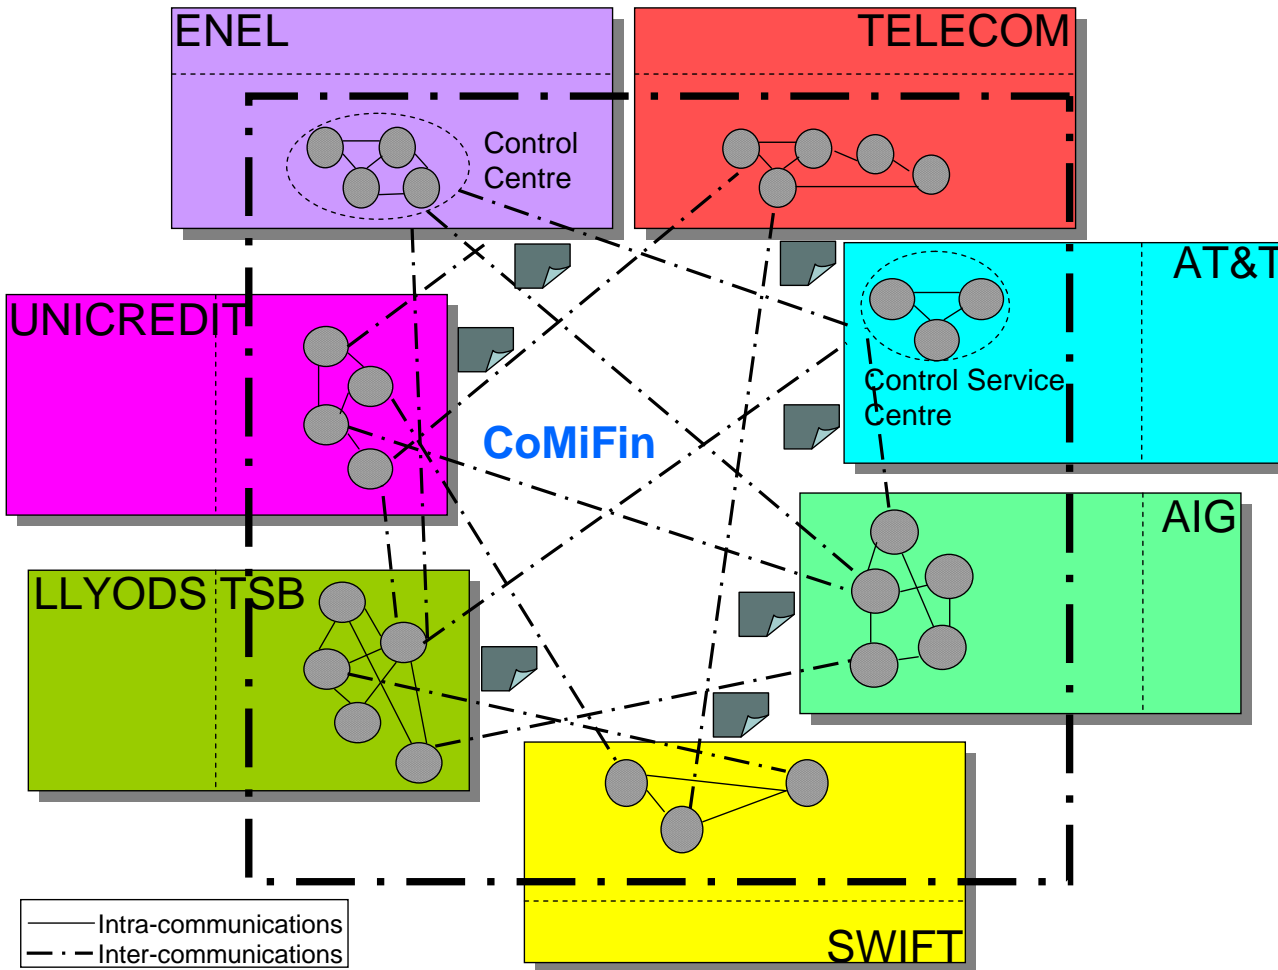 ENEL
TELECOM
Control
Centre
AT&T
UNICREDIT
Control Service
Centre
CoMiFin
AIG
LLYODS TSB
Intra-communications
Inter-communications
SWIFT